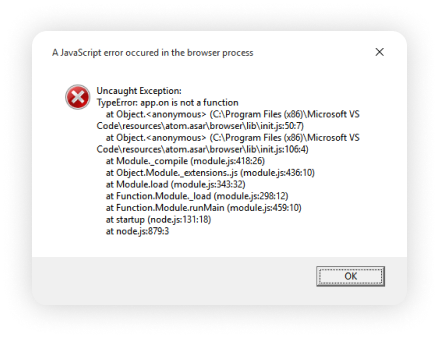 A JavaScript error occured in the browser process
Uncaught Exception:
TypeError: app.on is not a function
at Object.<anonymous> (C:\Program Files (x86)\Microsoft VS
Code\resources\atom.asar\browser\lib\init.js:50:7)
at Object.<anonymous> (C:\Program Files (x86)\Microsoft VS
Code\resources\atom.asar\browser\lib\init.js:106:4)
at Module._compile (module.js:418:26)
at Object.Module._extensions..js (module.js:436:10)
at Module.load (module.js:343:32)
at Function.Module._load (module.js:298:12)
at Function.Module.runMain (module.js:459:10)
at startup (node.js:131:18)
at node.js:879:3
OK